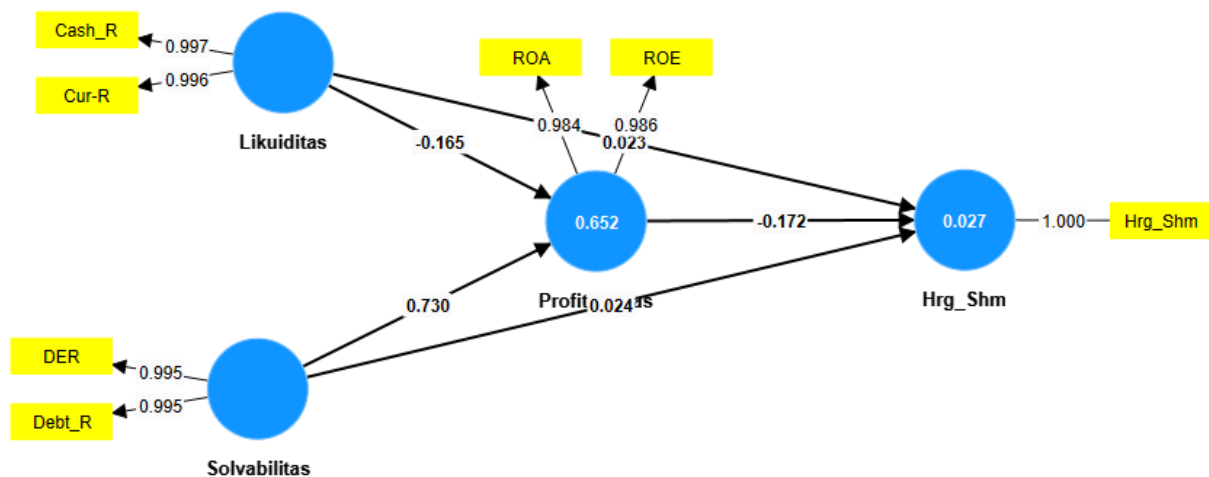 Cash_R
0.997
0.996
Cur-R
Likuiditas
ROA
ROE
0.984
0.986
0.023
-0.165
0.652
-0.172
0.027
1.000
Hrg_Shm
Hrg_Shm
0.730
0.024
DER
0.995
0.995
Debt_R
Solvabilitas